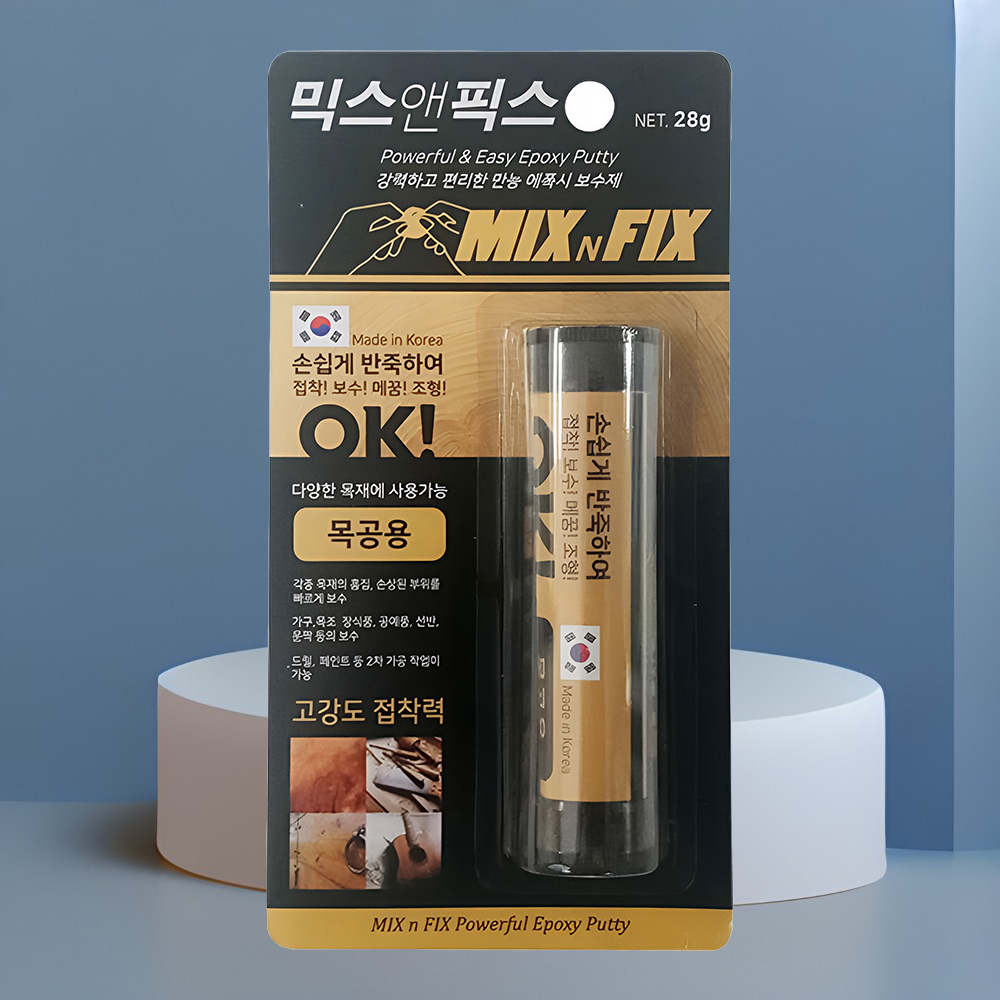 믹스앤픽스
NET. 28g
Powerful & Easy Epoxy Putty
강력하고 편리한 만능 에폭시 보수제
MIX N FIX
Made in Korea
손쉽게 반죽하여
접착! 보수! 메꿈! 조형!
OK!
다양한 목재에 사용가능
목공용
각종 목재의 흠집, 손상된 부위를
빠르게 보수
가구,목조 장식품, 공예품, 선반,
문짝 등의 보수
드릴, 페인트 등 2차 가공 작업이
가능
고강도 접착력
손쉽게 반죽하여
접착! 보수! 메꿈! 조형!
OK!
Made in Korea
MIX n FIX Powerful Epoxy Putty